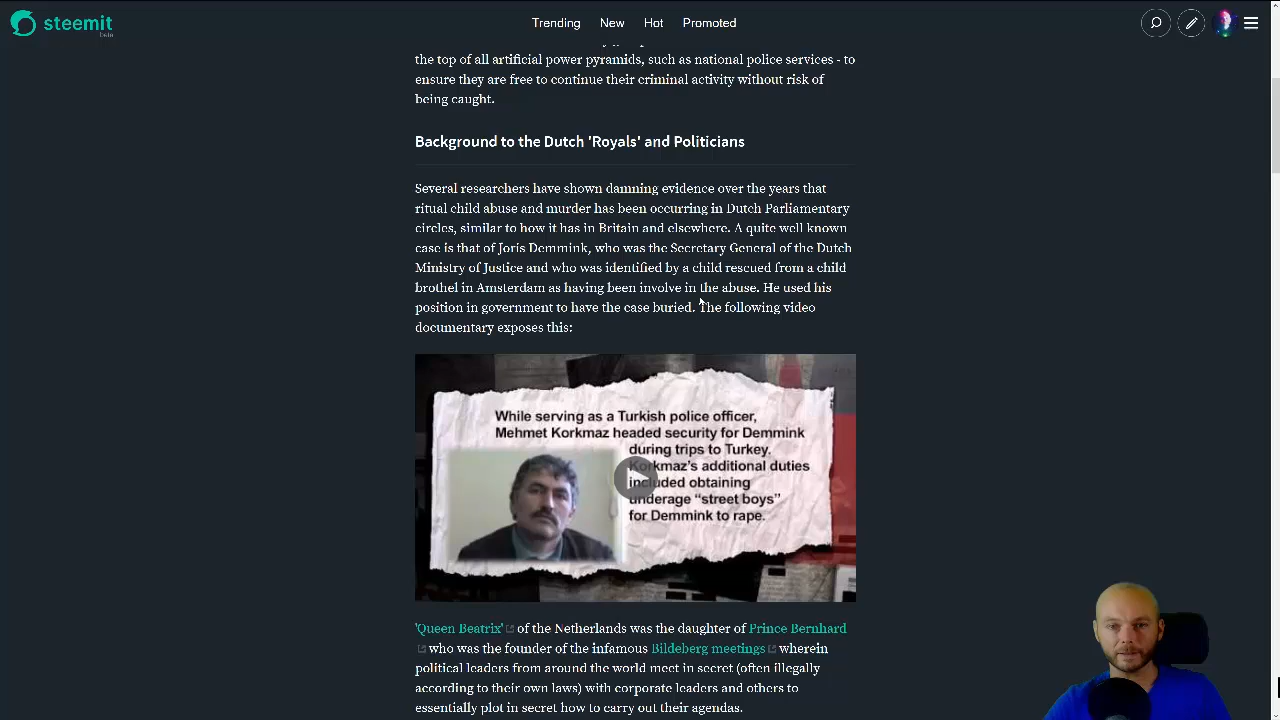 steemit
beta
Trending New Hot Promoted
the top of all artificial power pyramids, such as national police services - to
ensure they are free to continue their criminal activity without risk of
being caught.
Background to the Dutch 'Royals' and Politicians
Several researchers have shown damning evidence over the years that
ritual child abuse and murder has been occurring in Dutch Parliamentary
circles, similar to how it has in Britain and elsewhere. A quite well known
case is that of Joris Demmink, who was the Secretary General of the Dutch
Ministry of Justice and who was identified by a child rescued from a child
brothel in Amsterdam as having been involve in the abuse. He used his
position in government to have the case buried. The following video
documentary exposes this:
While serving as a Turkish police officer,
Mehmet Korkmaz headed security for Demmink
during trips to Turkey.
Korkmaz's additional duties
included obtaining
underage "street boys"
for Demmink to rape.
'Queen Beatrix' of the Netherlands was the daughter of Prince Bernhard
who was the founder of the infamous Bildeberg meetings wherein
political leaders from around the world meet in secret (often illegally
according to their own laws) with corporate leaders and others to
essentially plot in secret how to carry out their agendas.